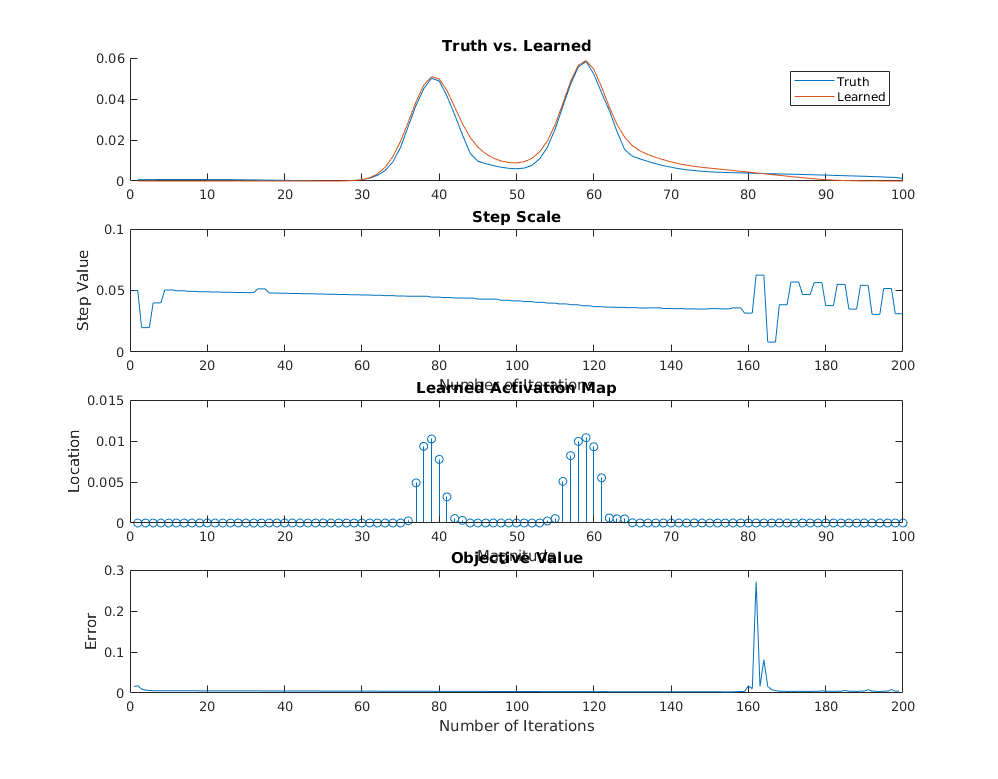 Truth vs. Learned
0.06
0.04
0.02
0
0 10 20 30 40 50 60 70 80 90 100
Truth
Learned
Step Scale
Step Value
0.1
0.05
0
0 20 40 60 80 100 120 140 160 180 200
Number of Iterations
Learned Activation Map
Location
0.015
0.01
0.005
0
0 10 20 30 40 50 60 70 80 90 100
Magnitude
Objective Value
Error
0.3
0.2
0.1
0
0 20 40 60 80 100 120 140 160 180 200
Number of Iterations